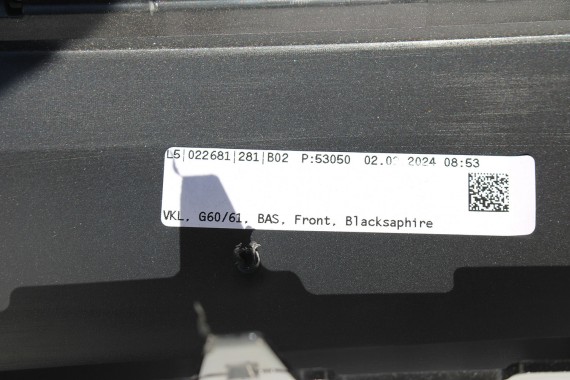 L5|022681|281|B02 P:53050 2024 08:53
VKL, G60/61, BAS, Front, Blacksaphire